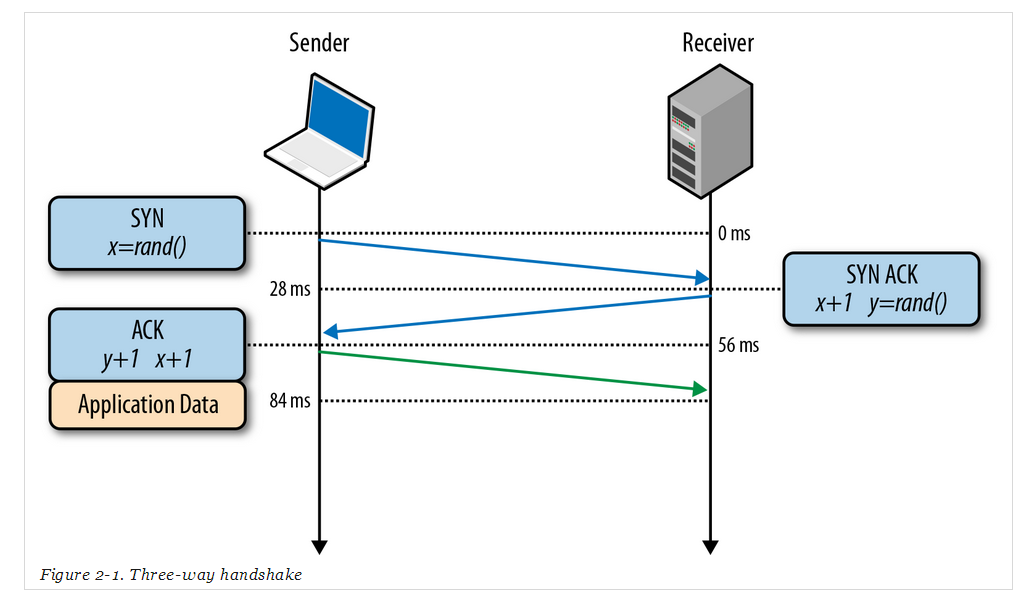 Sender
Receiver
SYN
x=rand()
0 ms
28 ms
SYN ACK
x+1 y=rand()
ACK
y+1 x+1
56 ms
Application Data
84 ms
Figure 2-1. Three-way handshake